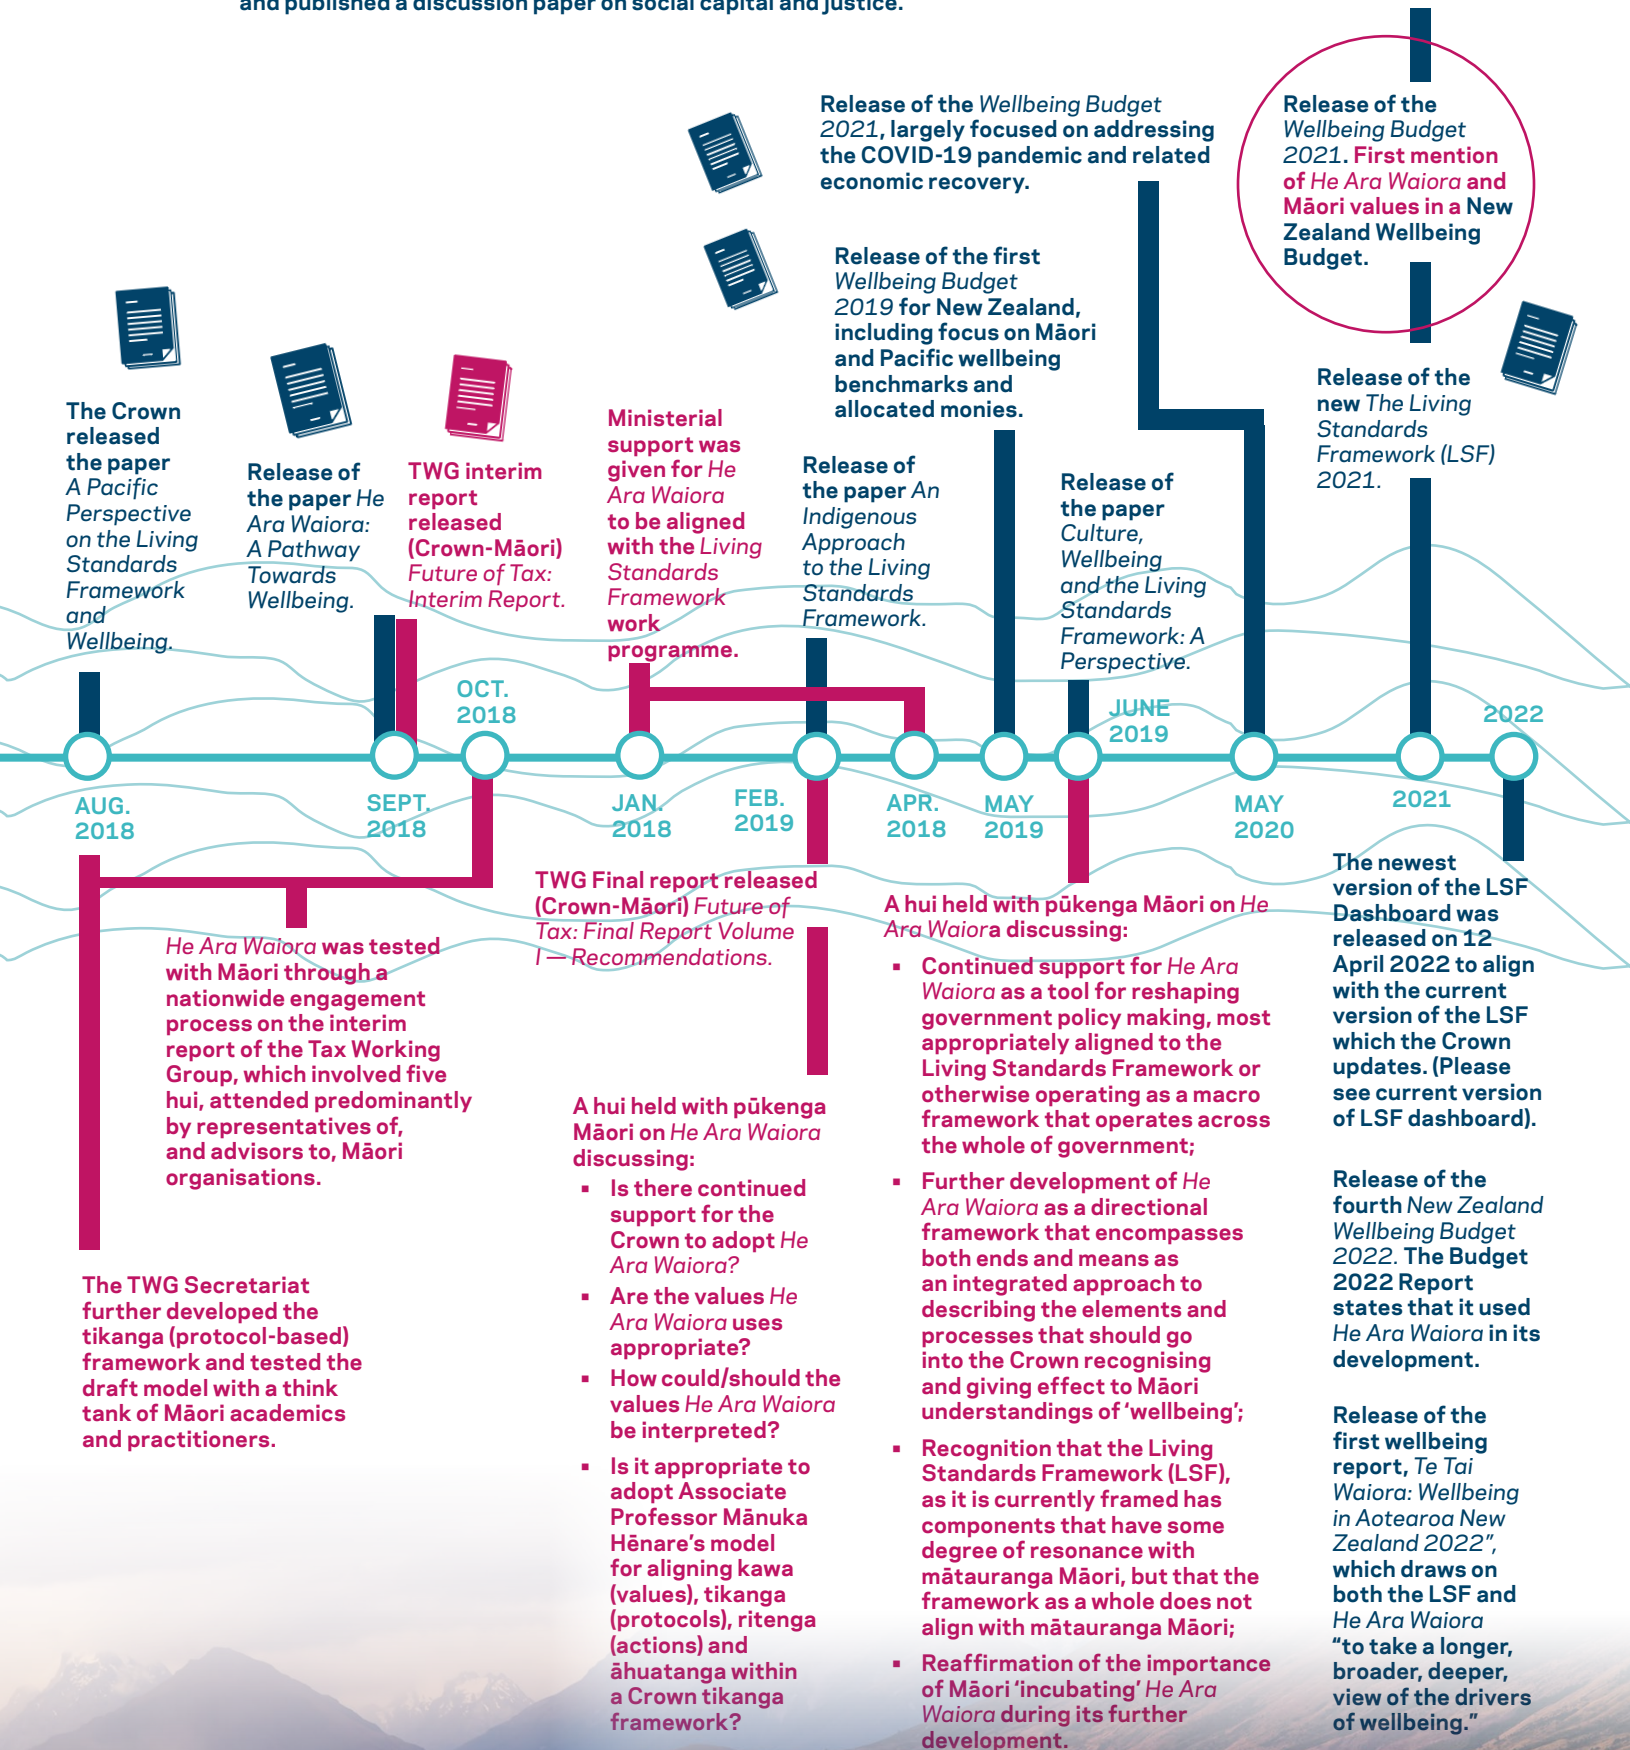 and published a discussion paper on social capital and justice.
Release of the Wellbeing Budget
2021, largely focused on addressing
the COVID-19 pandemic and related
economic recovery.
Release of the
Wellbeing Budget
2021. First mention
of He Ara Waiora and
Māori values in a New
Zealand Wellbeing
Budget.
Release of the first
Wellbeing Budget
2019 for New Zealand,
including focus on Māori
and Pacific wellbeing
benchmarks and
allocated monies.
Release of the
new The Living
Standards
Framework (LSF)
2021.
The Crown
released
the paper
A Pacific
Perspective
on the Living
Standards
Framework
and
Wellbeing.
Release of
the paper He
Ara Waiora:
A Pathway
Towards
Wellbeing.
TWG interim
report
released
(Crown-Māori)
Future of Tax:
Interim Report.
Ministerial
support was
given for He
Ara Waiora
to be aligned
with the Living
Standards
Framework
work
programme.
Release of
the paper An
Indigenous
Approach
to the Living
Standards
Framework.
Release of
the paper
Culture,
Wellbeing
and the Living
Standards
Framework: A
Perspective.
OCT.
2018
JUNE
2019
2022
AUG.
2018
SEPT.
2018
JAN.
2018
FEB.
2019
APR.
2018
MAY
2019
MAY
2020
2021
He Ara Waiora was tested
with Māori through a
nationwide engagement
process on the interim
report of the Tax Working
Group, which involved five
hui, attended predominantly
by representatives of,
and advisors to, Māori
organisations.
The TWG Secretariat
further developed the
tikanga (protocol-based)
framework and tested the
draft model with a think
tank of Māori academics
and practitioners.
TWG Final report released
(Crown-Māori) Future of
Tax: Final Report Volume
I — Recommendations.
A hui held with pūkenga
Māori on He Ara Waiora
discussing:
▪ Is there continued
support for the
Crown to adopt He
Ara Waiora?
▪ Are the values He
Ara Waiora uses
appropriate?
▪ How could/should the
values He Ara Waiora
be interpreted?
▪ Is it appropriate to
adopt Associate
Professor Mānuka
Hēnare's model
for aligning kawa
(values), tikanga
(protocols), ritenga
(actions) and
āhuatanga within
a Crown tikanga
framework?
A hui held with pūkenga Māori on He
Ara Waiora discussing:
▪ Continued support for He Ara
Waiora as a tool for reshaping
government policy making, most
appropriately aligned to the
Living Standards Framework or
otherwise operating as a macro
framework that operates across
the whole of government;
▪ Further development of He
Ara Waiora as a directional
framework that encompasses
both ends and means as
an integrated approach to
describing the elements and
processes that should go
into the Crown recognising
and giving effect to Māori
understandings of ‘wellbeing’;
▪ Recognition that the Living
Standards Framework (LSF),
as it is currently framed has
components that have some
degree of resonance with
mātauranga Māori, but that the
framework as a whole does not
align with mātauranga Māori;
▪ Reaffirmation of the importance
of Māori ‘incubating’ He Ara
Waiora during its further
development.
The newest
version of the LSF
Dashboard was
released on 12
April 2022 to align
with the current
version of the LSF
which the Crown
updates. (Please
see current version
of LSF dashboard).
Release of the
fourth New Zealand
Wellbeing Budget
2022. The Budget
2022 Report
states that it used
He Ara Waiora in its
development.
Release of the
first wellbeing
report, Te Tai
Waiora: Wellbeing
in Aotearoa New
Zealand 2022”,
which draws on
both the LSF and
He Ara Waiora
“to take a longer,
broader, deeper,
view of the drivers
of wellbeing.”